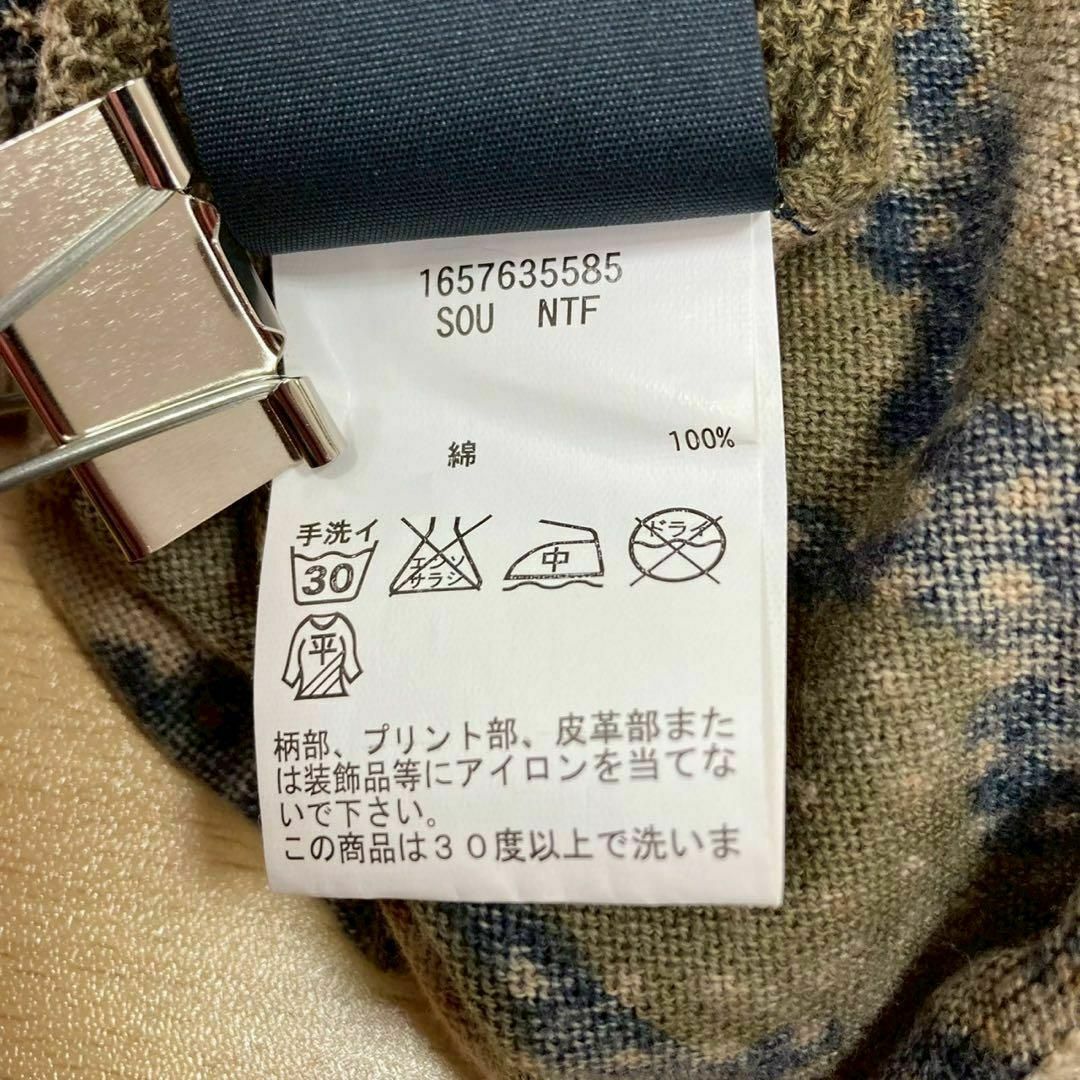 1657635585
SOU NTF
綿 100%
手洗イ
30
エンソ
サラシ
中
ドライ
平
柄部、プリント部、皮革部また
は装飾品等にアイロンを当てな
いで下さい。
この商品は30度以上で洗いま